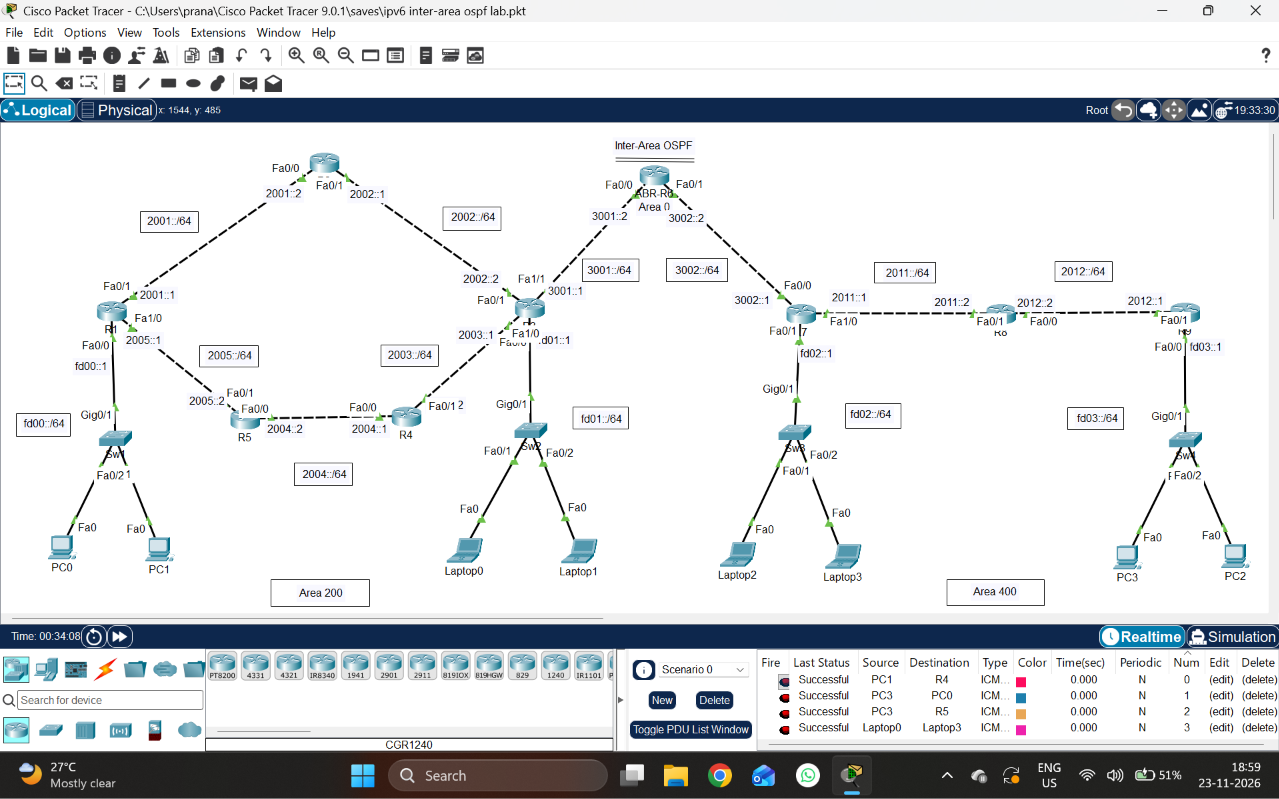 Cisco Packet Tracer - C:\Users\prana\Cisco Packet Tracer 9.0.1\saves\ipv6 inter-area ospf lab.pkt
File Edit Options View Tools Extensions Window Help
?
Logical Physical x: 1544, y: 485 Root 19:33:30
Inter-Area OSPF
Fa0/0 Fa0/1
2001::2 2002::1
Fa0/0 Fa0/1
ABR-R6
Area 0
3001::2 3002::2
2001::/64
2002::/64
3001::/64
3002::/64
2011::/64
2012::/64
Fa0/1 2001::1
R1 Fa1/0
Fa0/0 2005::1
fd00::1
2002::2 Fa1/1
Fa0/1 3001::1
2003::1 Fa1/0
Fa0/0 fd01::1
Fa0/0
3002::1 2011::1
Fa0/1 Fa1/0
fd02::1
2011::2 2012::2
Fa0/1 Fa0/0
R8
2012::1
Fa0/1
Fa0/0 fd03::1
2005::/64
2003::/64
2005::2 Fa0/1
Fa0/0
R5 2004::2
Fa0/0
2004::1
R4
Fa0/1 2
2004::/64
fd00::/64
Gig0/1
Sw1
Fa0/2 1
Fa0 Fa0
PC0 PC1
Gig0/1
fd01::/64
Sw2
Fa0/1 Fa0/2
Fa0 Fa0
Laptop0 Laptop1
Gig0/1
fd02::/64
Sw3
Fa0/2
Fa0/1
Fa0 Fa0
Laptop2 Laptop3
Gig0/1
fd03::/64
Sw4
Fa0/2
Fa0 Fa0
PC3 PC2
Area 200
Area 400
Time: 00:34:08 Realtime Simulation
PT8200 4331 4321 IR8340 1941 2901 2911 819IOX 819HGW 829 1240 IR1101
Search for device
CGR1240
Scenario 0
New Delete
Toggle PDU List Window
Fire Last Status Source Destination Type Color Time(sec) Periodic Num Edit Delete
Successful PC1 R4 ICM... 0.000 N 0 (edit) (delete)
Successful PC3 PC0 ICM... 0.000 N 1 (edit) (delete)
Successful PC3 R5 ICM... 0.000 N 2 (edit) (delete)
Successful Laptop0 Laptop3 ICM... 0.000 N 3 (edit) (delete)
27°C
Mostly clear
Search
ENG
US
51%
18:59
23-11-2026